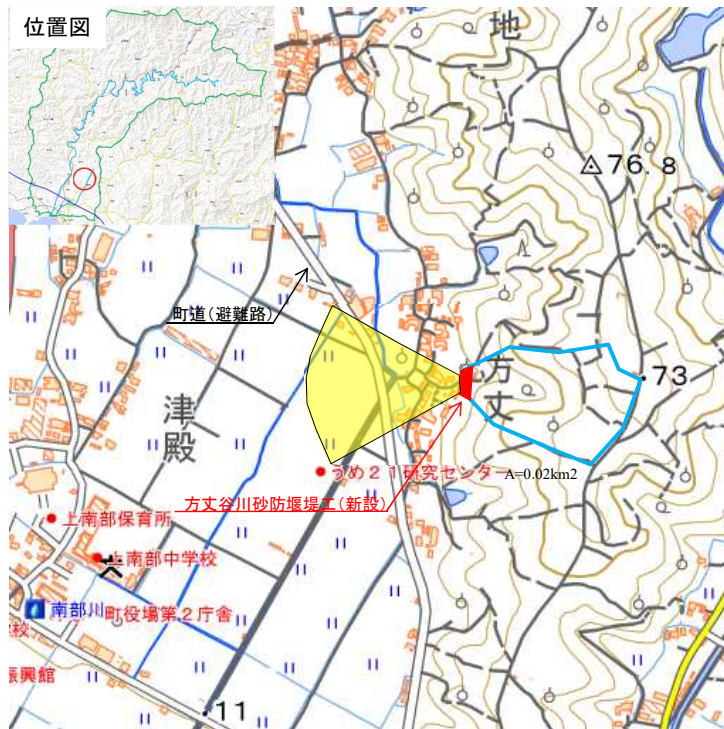 位置図
地
76.8
町道(避難路)
方丈
73
津殿
うめ21研究センター
A=0.02km2
方丈谷川砂防堰堤工(新設)
上南部保育所
上南部中学校
文
南部川
町役場第2庁舎
校
振興館
11